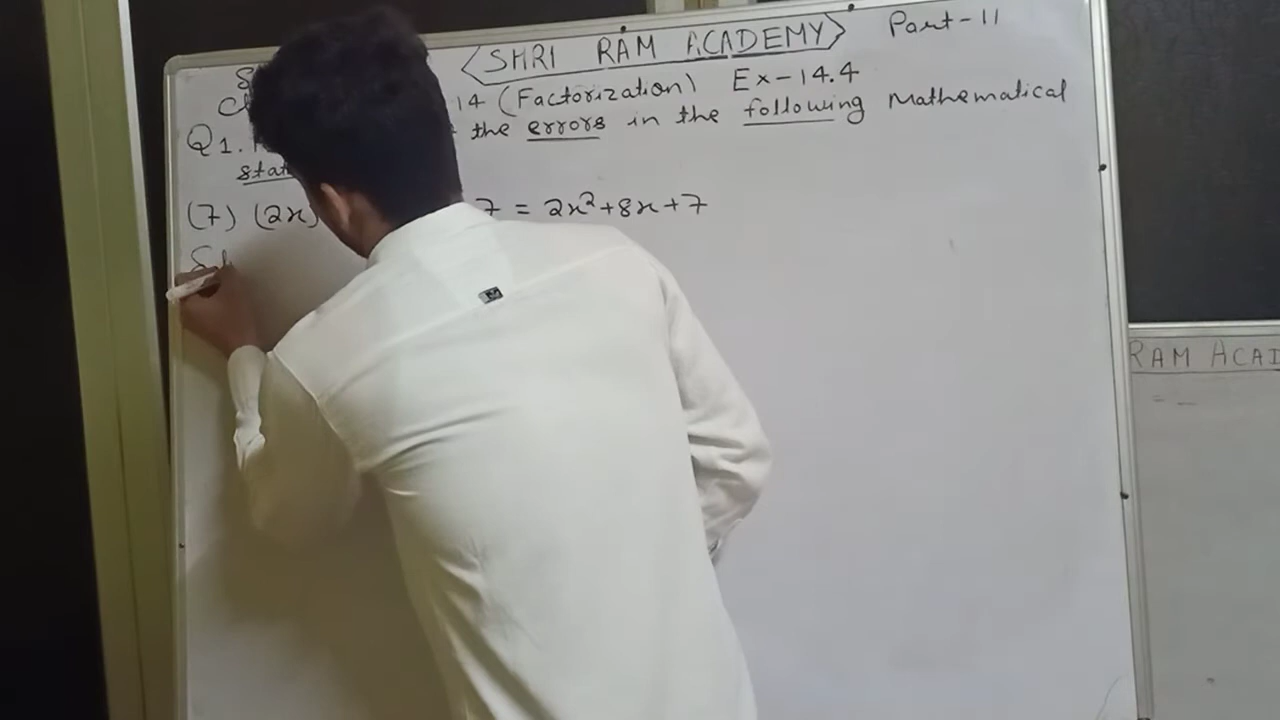 SHRI RAM ACADEMY Part-11
14 (Factorization) Ex-14.4
Q1. the errors in the following Mathematical
(7) (2x) 7 = 2x²+8x+7
RAM ACAD